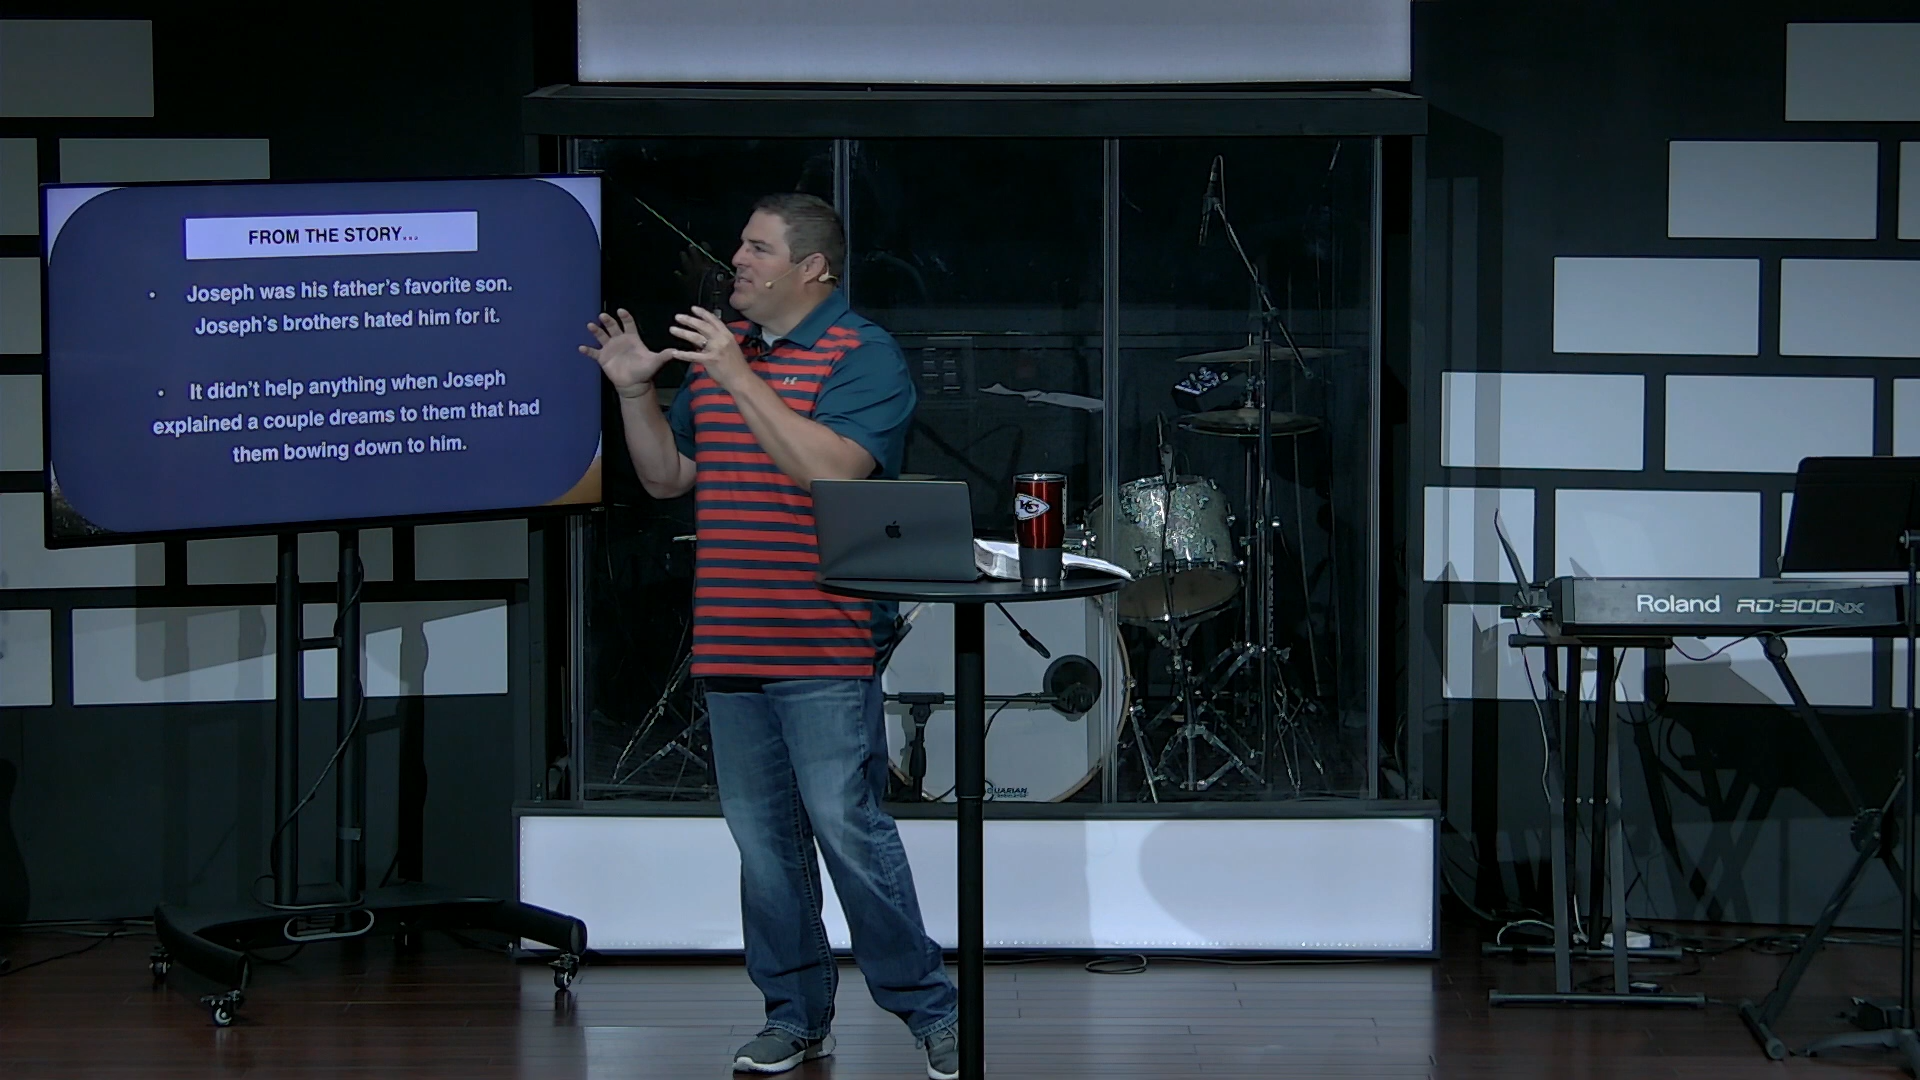 FROM THE STORY...
• Joseph was his father's favorite son.
Joseph's brothers hated him for it.
• It didn't help anything when Joseph
explained a couple dreams to them that had
them bowing down to him.
KC
Roland RD-300NX